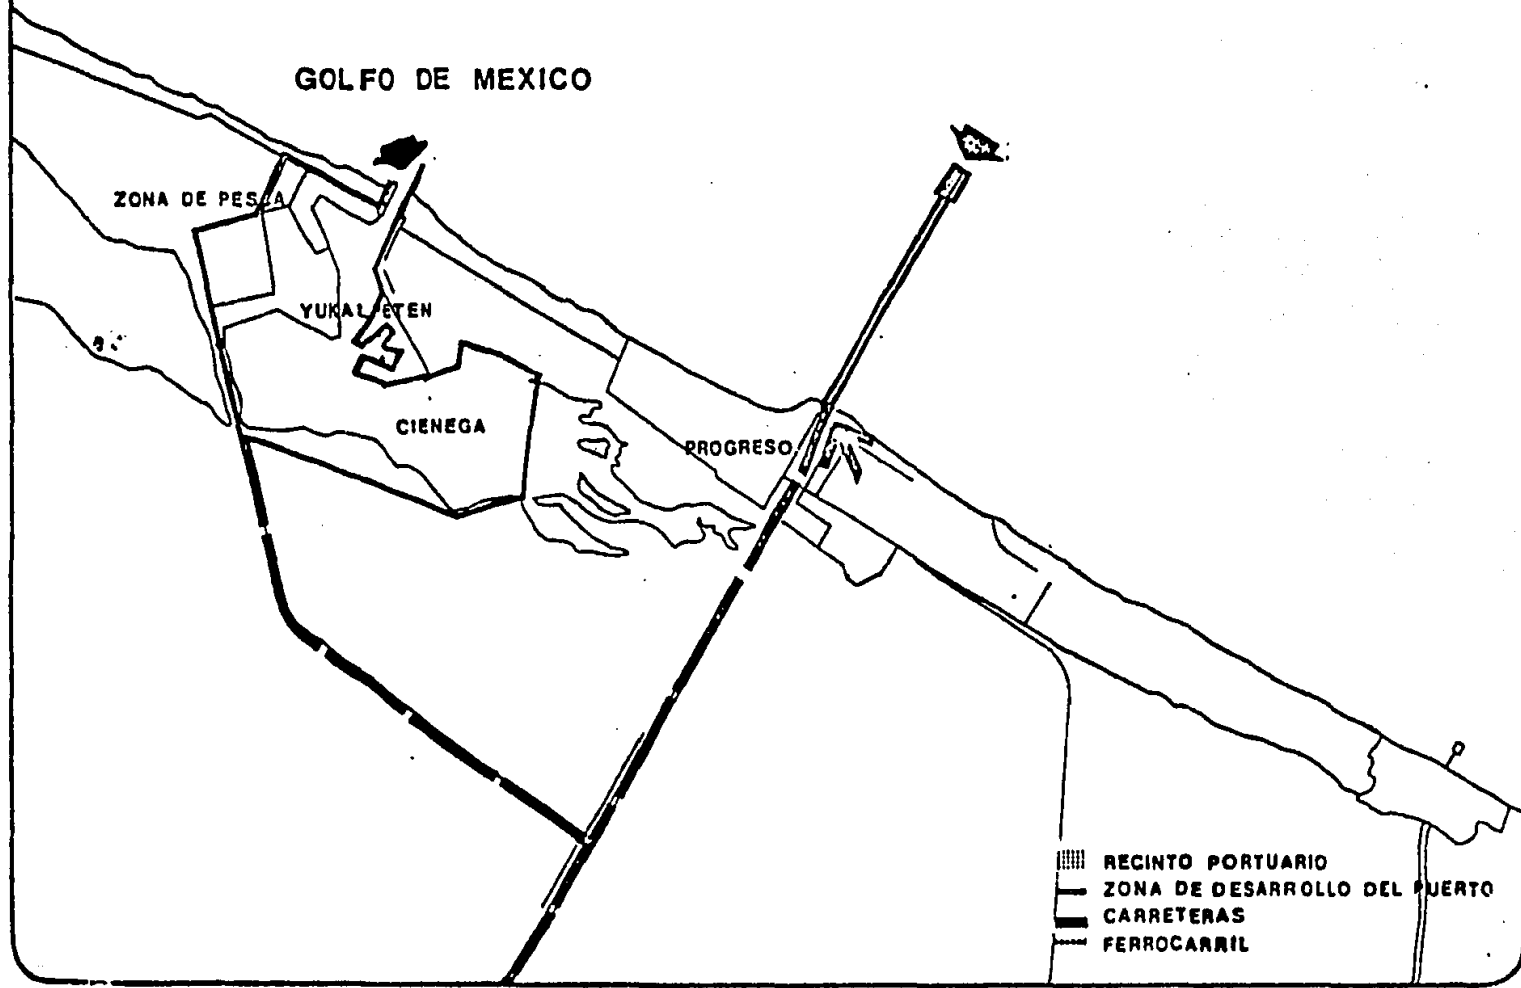 GOLFO DE MEXICO
ZONA DE PESCA
YUKALPETEN
CIENEGA
PROGRESO
RECINTO PORTUARIO
ZONA DE DESARROLLO DEL PUERTO
CARRETERAS
FERROCARRIL